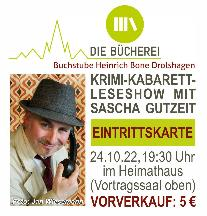 DIE BÜCHEREI
Buchstube Heinrich Bone Drolshagen
KRIMI-KABARETT-
LESESHOW MIT
SASCHA GUTZEIT
EINTRITTSKARTE
24.10.22, 19:30 Uhr
im Heimathaus
(Vortragssaal oben)
VORVERKAUF: 5 €
Foto: Jan Wiesemann